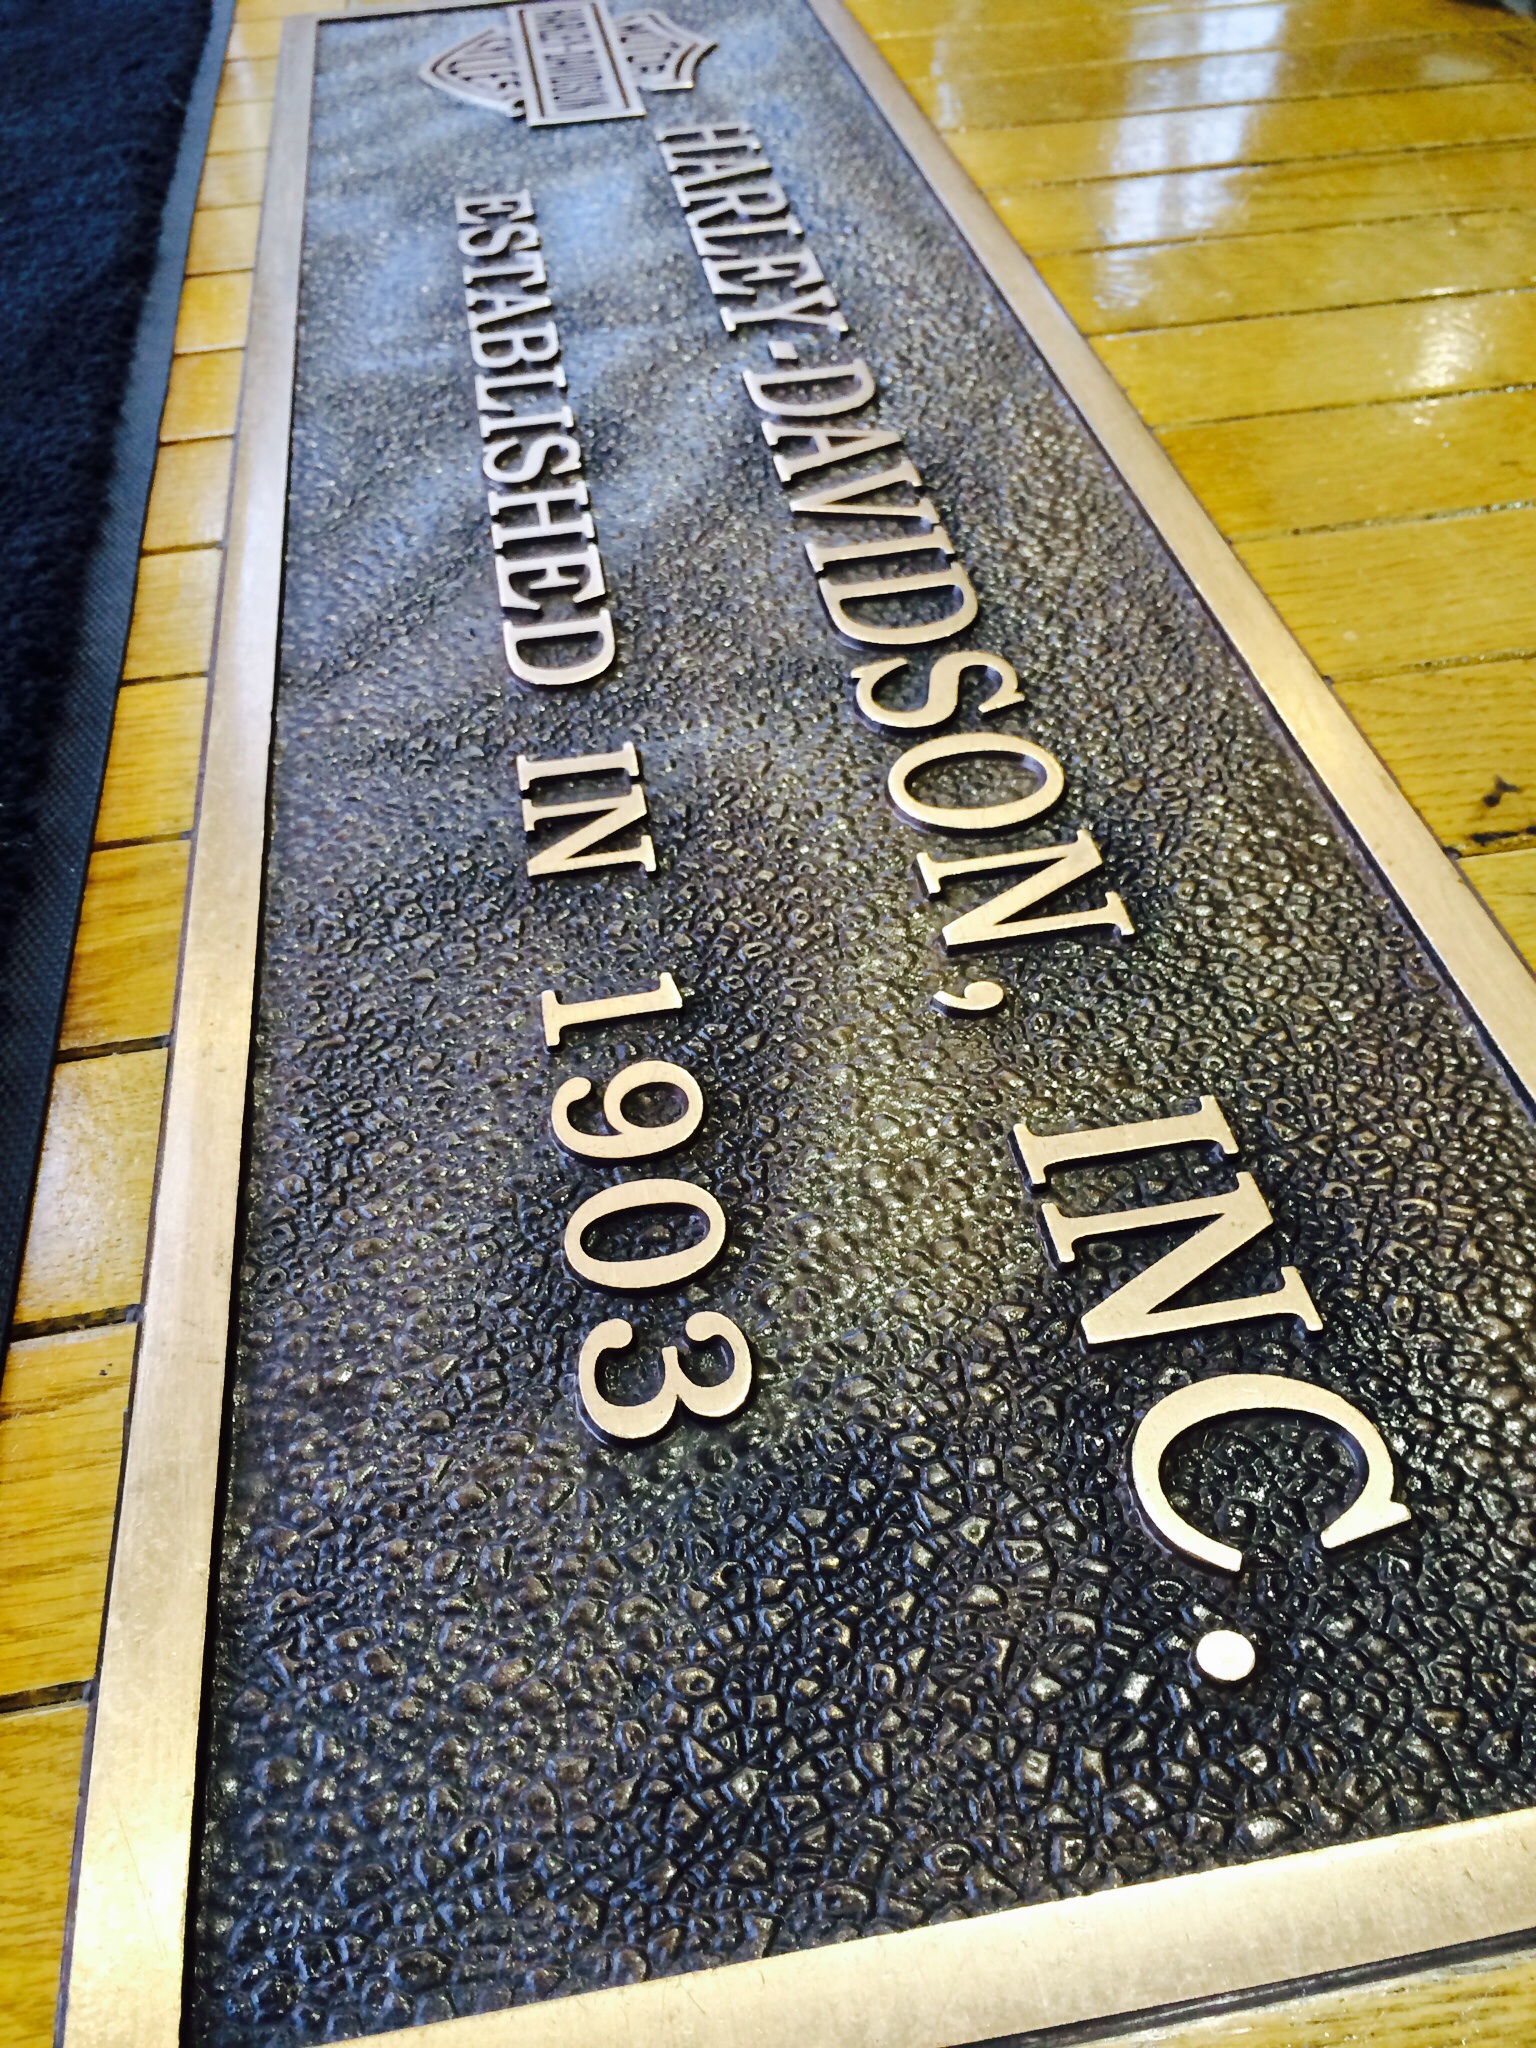 MOTOR
HARLEY-DAVIDSON
CYCLES
HARLEY-DAVIDSON, INC.
ESTABLISHED IN 1903